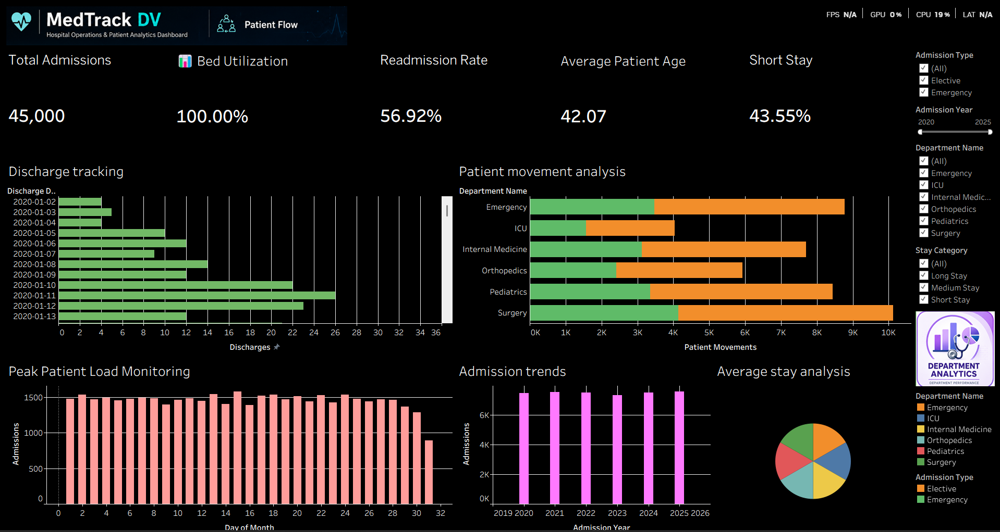 MedTrack DV
Hospital Operations & Patient Analytics Dashboard
Patient Flow
FPS N/A GPU 0% CPU 19% LAT N/A
Total Admissions
45,000
Bed Utilization
100.00%
Readmission Rate
56.92%
Average Patient Age
42.07
Short Stay
43.55%
Admission Type
(All)
Elective
Emergency
Admission Year
2020 2025
Department Name
(All)
Emergency
ICU
Internal Medic...
Orthopedics
Pediatrics
Surgery
Stay Category
(All)
Long Stay
Medium Stay
Short Stay
Discharge tracking
Discharge D..
2020-01-02
2020-01-03
2020-01-04
2020-01-05
2020-01-06
2020-01-07
2020-01-08
2020-01-09
2020-01-10
2020-01-11
2020-01-12
2020-01-13
0 2 4 6 8 10 12 14 16 18 20 22 24 26 28 30 32 34 36
Discharges
Patient movement analysis
Department Name
Emergency
ICU
Internal Medicine
Orthopedics
Pediatrics
Surgery
0K 1K 2K 3K 4K 5K 6K 7K 8K 9K 10K
Patient Movements
DEPARTMENT
ANALYTICS
DEPARTMENT PERFORMANCE
Peak Patient Load Monitoring
Admissions
1500
1000
500
0
0 2 4 6 8 10 12 14 16 18 20 22 24 26 28 30 32
Day of Month
Admission trends
Admissions
6K
4K
2K
0K
2019 2020 2021 2022 2023 2024 2025 2026
Admission Year
Average stay analysis
Department Name
Emergency
ICU
Internal Medicine
Orthopedics
Pediatrics
Surgery
Admission Type
Elective
Emergency